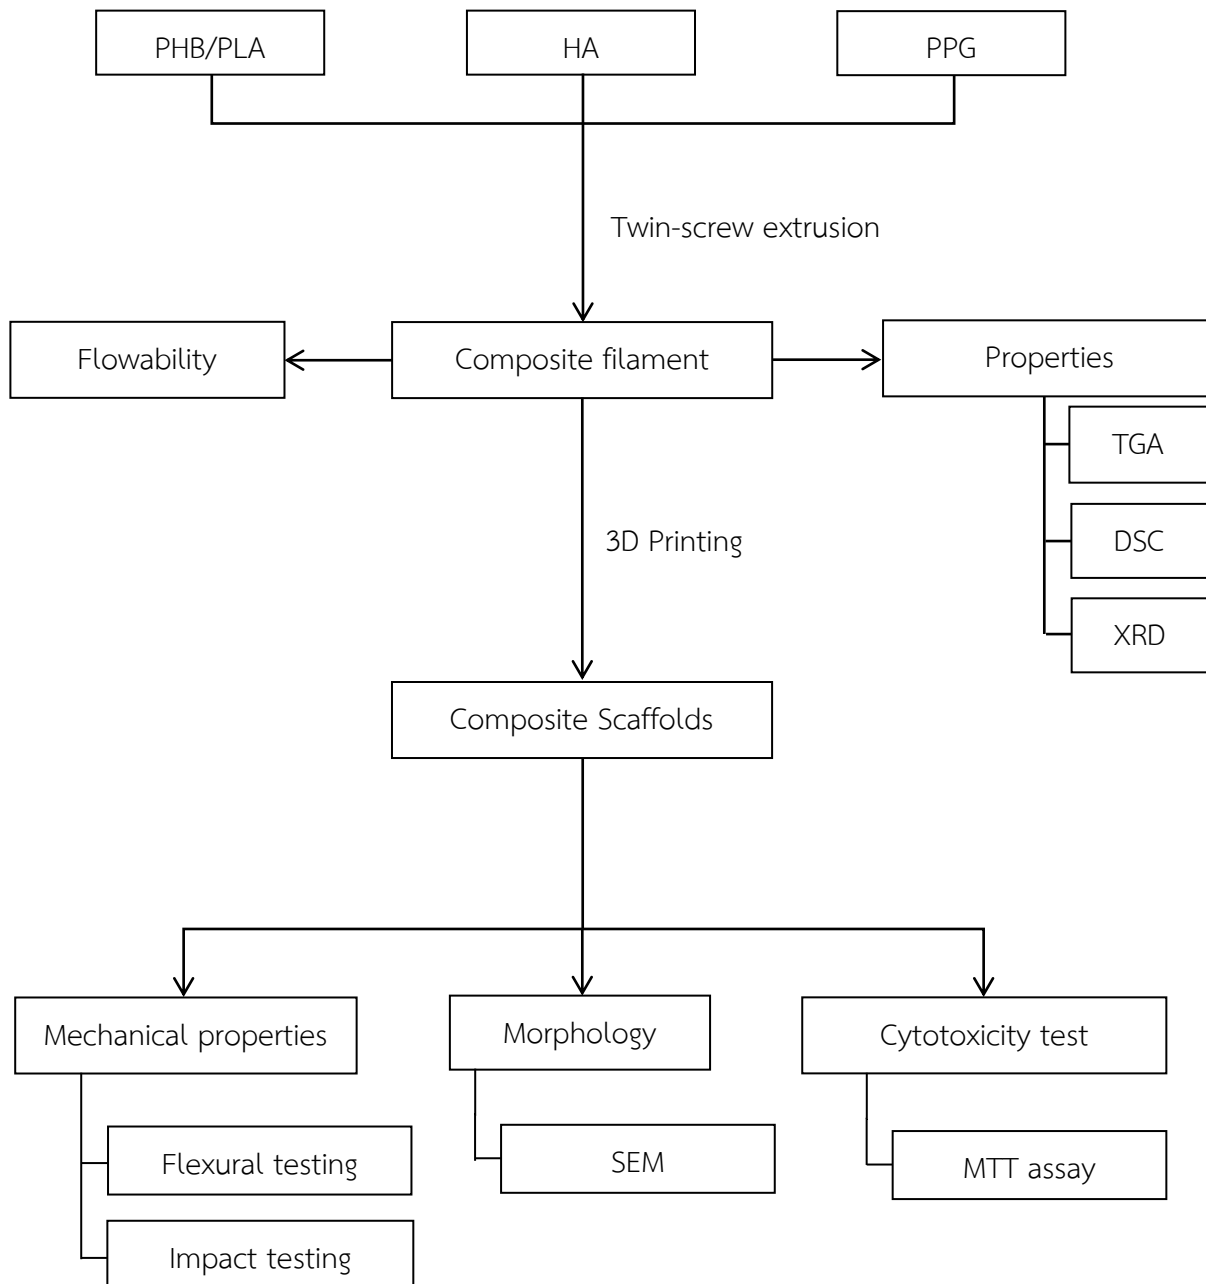 PHB/PLA
HA
PPG
Twin-screw extrusion
Flowability
Composite filament
Properties
TGA
DSC
XRD
3D Printing
Composite Scaffolds
Mechanical properties
Morphology
Cytotoxicity test
Flexural testing
SEM
MTT assay
Impact testing